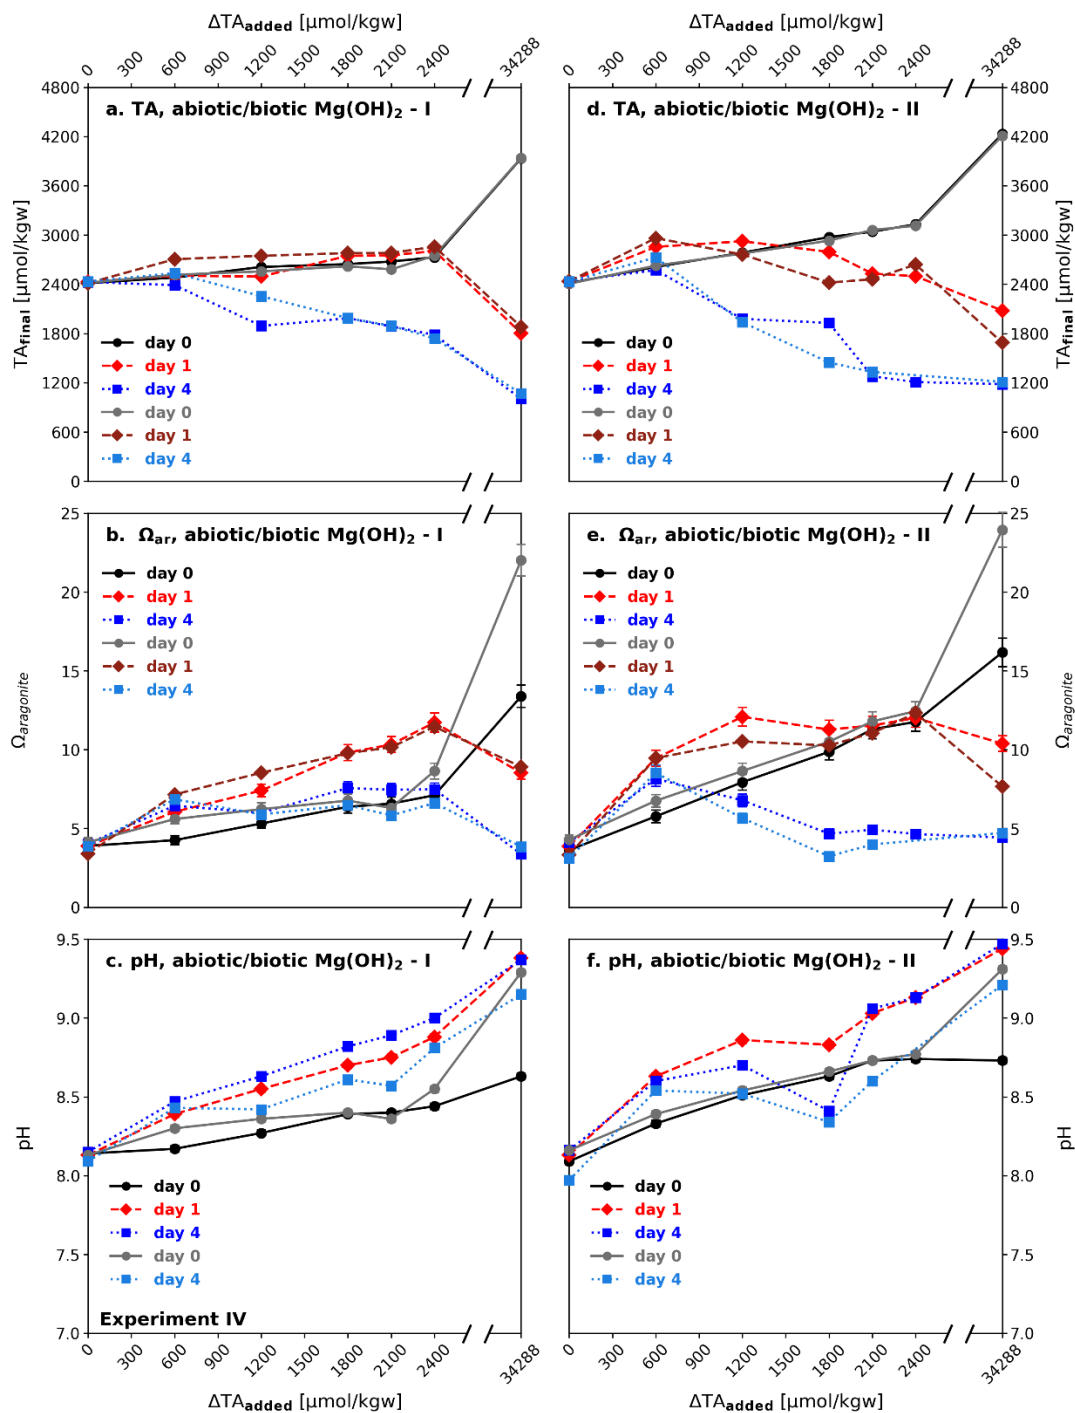 ΔTAadded [µmol/kgw]
ΔTAadded [µmol/kgw]
0 300 600 900 1200 1500 1800 2100 2400 34288
0 300 600 900 1200 1500 1800 2100 2400 34288
a. TA, abiotic/biotic Mg(OH)2 - I
4800
4200
3600
3000
2400
1800
1200
600
0
TAfinal [µmol/kgw]
day 0
day 1
day 4
day 0
day 1
day 4
d. TA, abiotic/biotic Mg(OH)2 - II
4800
4200
3600
3000
2400
1800
1200
600
0
TAfinal [µmol/kgw]
day 0
day 1
day 4
day 0
day 1
day 4
b. Ωar, abiotic/biotic Mg(OH)2 - I
25
20
15
10
5
0
Ωaragonite
day 0
day 1
day 4
day 0
day 1
day 4
e. Ωar, abiotic/biotic Mg(OH)2 - II
25
20
15
10
5
0
Ωaragonite
day 0
day 1
day 4
day 0
day 1
day 4
c. pH, abiotic/biotic Mg(OH)2 - I
9.5
9.0
8.5
8.0
7.5
7.0
pH
day 0
day 1
day 4
day 0
day 4
Experiment IV
f. pH, abiotic/biotic Mg(OH)2 - II
9.5
9.0
8.5
8.0
7.5
7.0
pH
day 0
day 1
day 4
day 0
day 4
0 300 600 900 1200 1500 1800 2100 2400 34288
0 300 600 900 1200 1500 1800 2100 2400 34288
ΔTAadded [µmol/kgw]
ΔTAadded [µmol/kgw]